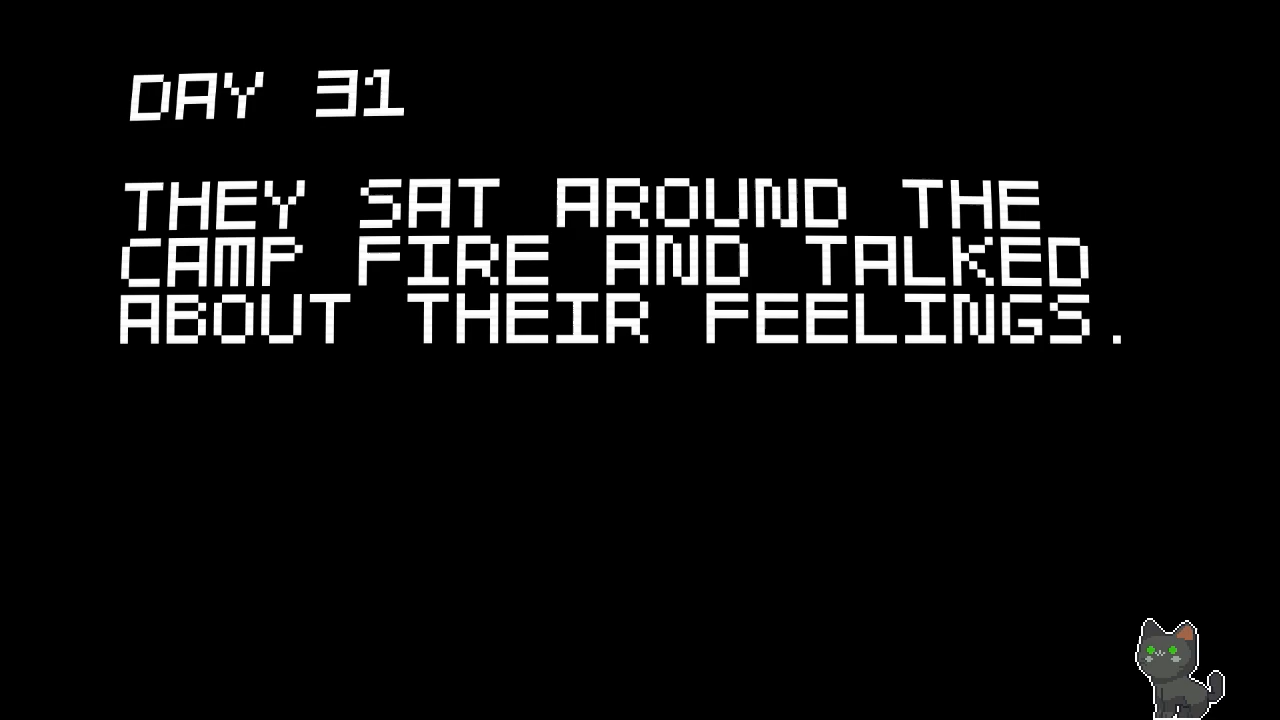 DAY 31
THEY SAT AROUND THE
CAMP FIRE AND TALKED
ABOUT THEIR FEELINGS.